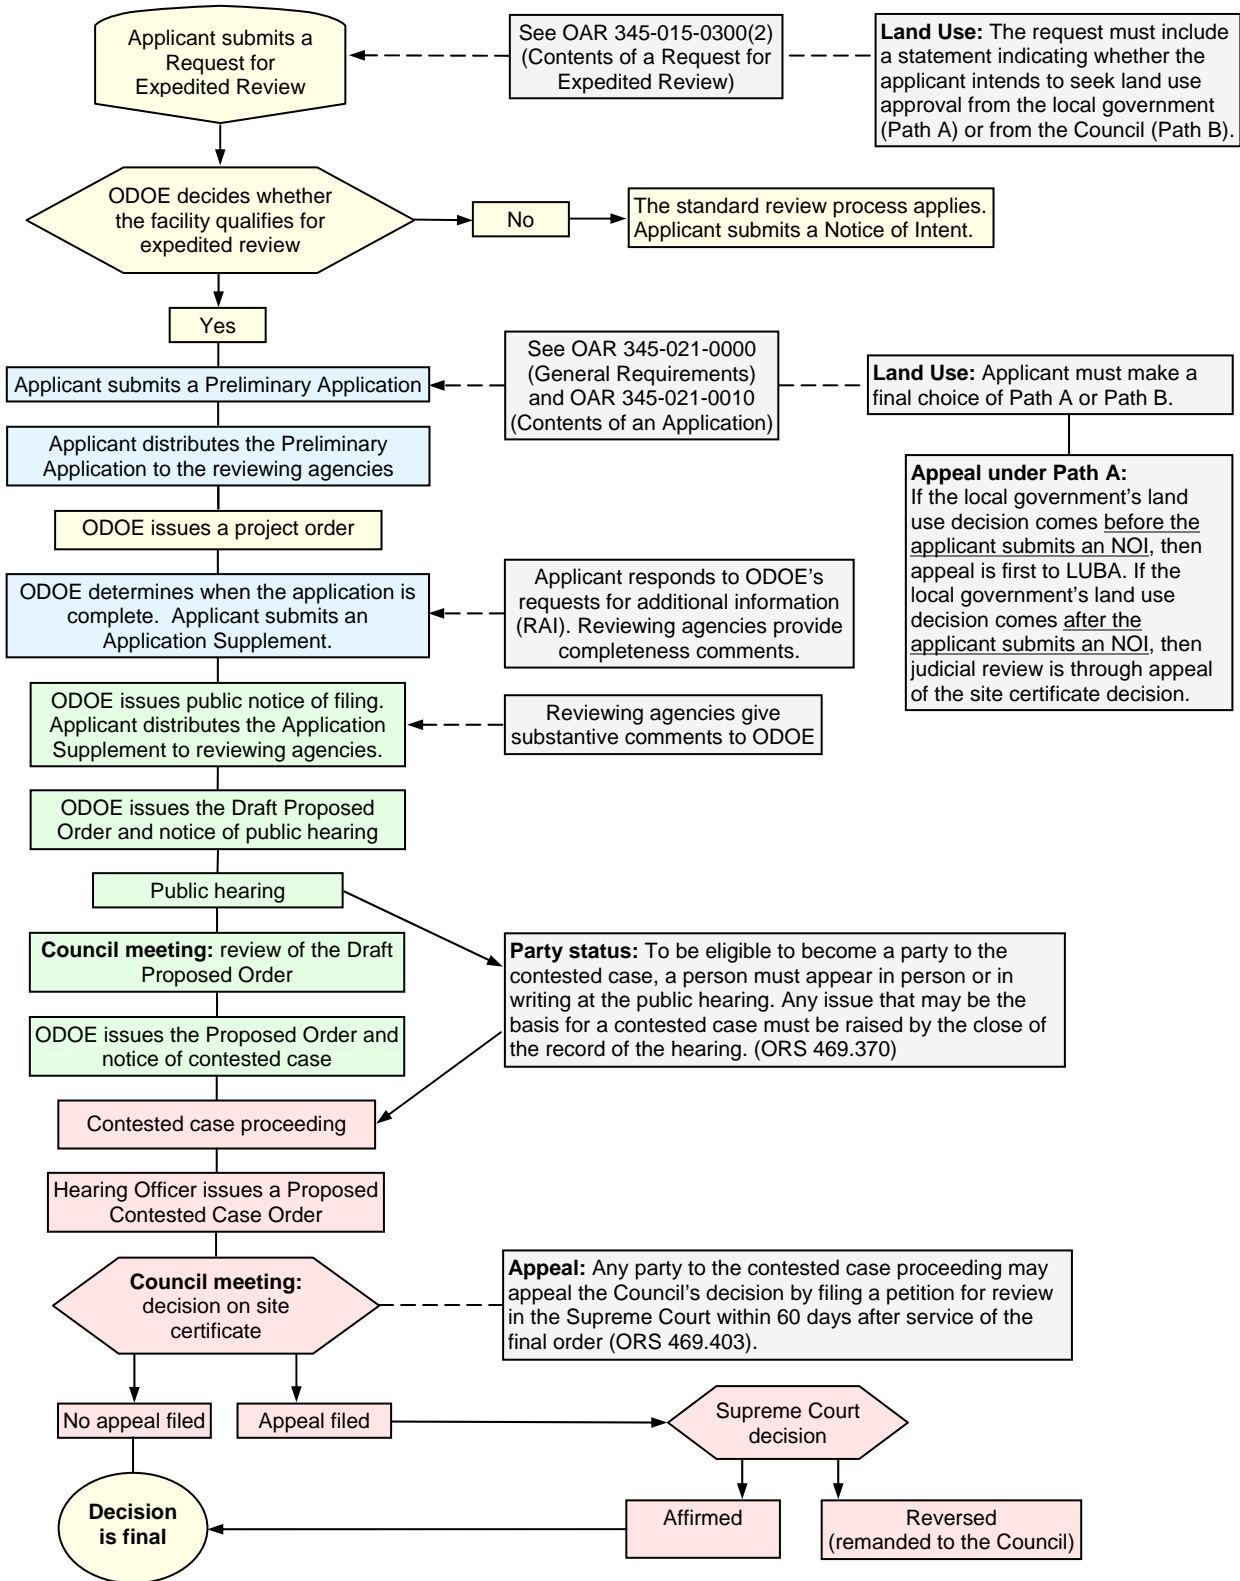 Applicant submits a
Request for
Expedited Review
See OAR 345-015-0300(2)
(Contents of a Request for
Expedited Review)
Land Use: The request must include
a statement indicating whether the
applicant intends to seek land use
approval from the local government
(Path A) or from the Council (Path B).
ODOE decides whether
the facility qualifies for
expedited review
No
The standard review process applies.
Applicant submits a Notice of Intent.
Yes
Applicant submits a Preliminary Application
See OAR 345-021-0000
(General Requirements)
and OAR 345-021-0010
(Contents of an Application)
Land Use: Applicant must make a
final choice of Path A or Path B.
Applicant distributes the Preliminary
Application to the reviewing agencies
Appeal under Path A:
If the local government’s land
use decision comes before the
applicant submits an NOI, then
appeal is first to LUBA. If the
local government’s land use
decision comes after the
applicant submits an NOI, then
judicial review is through appeal
of the site certificate decision.
ODOE issues a project order
ODOE determines when the application is
complete.  Applicant submits an
Application Supplement.
Applicant responds to ODOE’s
requests for additional information
(RAI). Reviewing agencies provide
completeness comments.
ODOE issues public notice of filing.
Applicant distributes the Application
Supplement to reviewing agencies.
Reviewing agencies give
substantive comments to ODOE
ODOE issues the Draft Proposed
Order and notice of public hearing
Public hearing
Council meeting: review of the Draft
Proposed Order
Party status: To be eligible to become a party to the
contested case, a person must appear in person or in
writing at the public hearing. Any issue that may be the
basis for a contested case must be raised by the close of
the record of the hearing. (ORS 469.370)
ODOE issues the Proposed Order and
notice of contested case
Contested case proceeding
Hearing Officer issues a Proposed
Contested Case Order
Council meeting:
decision on site
certificate
Appeal: Any party to the contested case proceeding may
appeal the Council’s decision by filing a petition for review
in the Supreme Court within 60 days after service of the
final order (ORS 469.403).
No appeal filed
Appeal filed
Supreme Court
decision
Decision
is final
Affirmed
Reversed
(remanded to the Council)